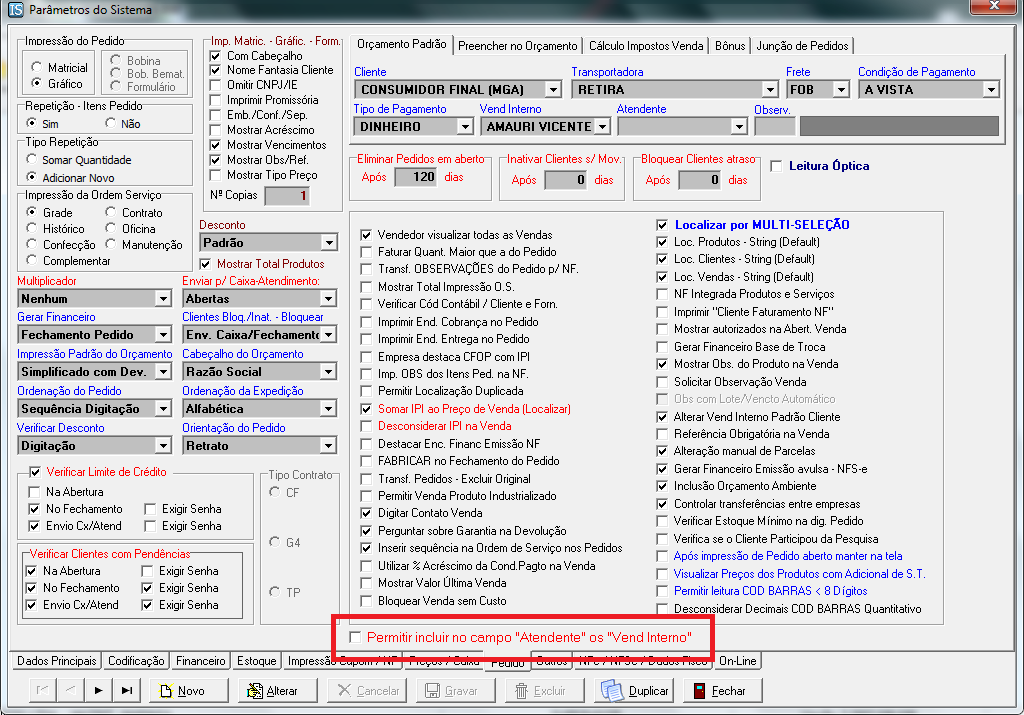 Parâmetros do Sistema
Impressão do Pedido
Matricial
Gráfico
Bobina
Bob. Bemat.
Formulário
Repetição - Itens Pedido
Sim
Não
Tipo Repetição
Somar Quantidade
Adicionar Novo
Impressão da Ordem Serviço
Grade
Contrato
Histórico
Oficina
Confecção
Manutenção
Complementar
Imp. Matric. - Gráfic. - Form.
Com Cabeçalho
Nome Fantasia Cliente
Omitir CNPJ/IE
Imprimir Promissória
Emb./Conf./Sep.
Mostrar Acréscimo
Mostrar Vencimentos
Mostrar Obs/Ref.
Mostrar Tipo Preço
Nº Copias 1
Desconto
Padrão
Mostrar Total Produtos
Multiplicador
Nenhum
Enviar p/ Caixa-Atendimento:
Abertas
Gerar Financeiro
Fechamento Pedido
Clientes Bloq./Inat. - Bloquear
Env. Caixa/Fechamento
Impressão Padrão do Orçamento
Simplificado com Dev.
Cabeçalho do Orçamento
Razão Social
Ordenação do Pedido
Sequência Digitação
Ordenação da Expedição
Alfabética
Verificar Desconto
Digitação
Orientação do Pedido
Retrato
Verificar Limite de Crédito
Na Abertura
No Fechamento
Exigir Senha
Envio Cx/Atend
Exigir Senha
Verificar Clientes com Pendências
Na Abertura
Exigir Senha
No Fechamento
Exigir Senha
Envio Cx/Atend
Exigir Senha
Tipo Contrato
CF
G4
TP
Orçamento Padrão
Preencher no Orçamento
Cálculo Impostos Venda
Bônus
Junção de Pedidos
Cliente
CONSUMIDOR FINAL (MGA)
Transportadora
RETIRA
Frete
FOB
Condição de Pagamento
A VISTA
Tipo de Pagamento
DINHEIRO
Vend Interno
AMAURI VICENTE
Atendente
Observ.
Eliminar Pedidos em aberto
Após 120 dias
Inativar Clientes s/ Mov.
Após 0 dias
Bloquear Clientes atraso
Após 0 dias
Leitura Óptica
Vendedor visualizar todas as Vendas
Faturar Quant. Maior que a do Pedido
Transf. OBSERVAÇÕES do Pedido p/ NF.
Mostrar Total Impressão O.S.
Verificar Cód Contábil / Cliente e Forn.
Imprimir End. Cobrança no Pedido
Imprimir End. Entrega no Pedido
Empresa destaca CFOP com IPI
Imp. OBS dos Itens Ped. na NF.
Permitir Localização Duplicada
Somar IPI ao Preço de Venda (Localizar)
Desconsiderar IPI na Venda
Destacar Enc. Financ Emissão NF
FABRICAR no Fechamento do Pedido
Transf. Pedidos - Excluir Original
Permitir Venda Produto Industrializado
Digitar Contato Venda
Perguntar sobre Garantia na Devolução
Inserir sequência na Ordem de Serviço nos Pedidos
Utilizar % Acréscimo da Cond.Pagto na Venda
Mostrar Valor Última Venda
Bloquear Venda sem Custo
Localizar por MULTI-SELEÇÃO
Loc. Produtos - String (Default)
Loc. Clientes - String (Default)
Loc. Vendas - String (Default)
NF Integrada Produtos e Serviços
Imprimir "Cliente Faturamento NF"
Mostrar autorizados na Abert. Venda
Gerar Financeiro Base de Troca
Mostrar Obs. do Produto na Venda
Solicitar Observação Venda
Obs com Lote/Vencto Automático
Alterar Vend Interno Padrão Cliente
Referência Obrigatória na Venda
Alteração manual de Parcelas
Gerar Financeiro Emissão avulsa - NFS-e
Inclusão Orçamento Ambiente
Controlar transferências entre empresas
Verificar Estoque Mínimo na dig. Pedido
Verifica se o Cliente Participou da Pesquisa
Após impressão de Pedido aberto manter na tela
Visualizar Preços dos Produtos com Adicional de S.T.
Permitir leitura COD BARRAS < 8 Dígitos
Desconsiderar Decimais COD BARRAS Quantitativo
Permitir incluir no campo "Atendente" os "Vend Interno"
Dados Principais
Codificação
Financeiro
Estoque
Impressão Cupom / NF
Preços / Caixa
Pedido
Outros
NFe / NFSe / Dados Fisco
On-Line
Novo
Alterar
Cancelar
Gravar
Excluir
Duplicar
Fechar